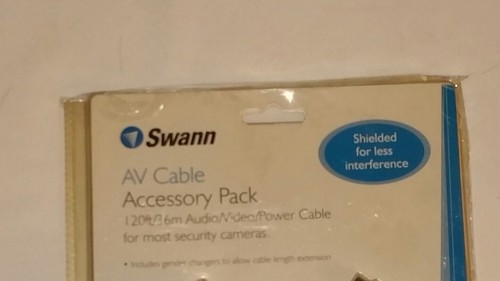 Swann
Shielded
for less
interference
AV Cable
Accessory Pack
120ft/36m Audio/Video/Power Cable
for most security cameras
• Includes gender changers to allow cable length extension